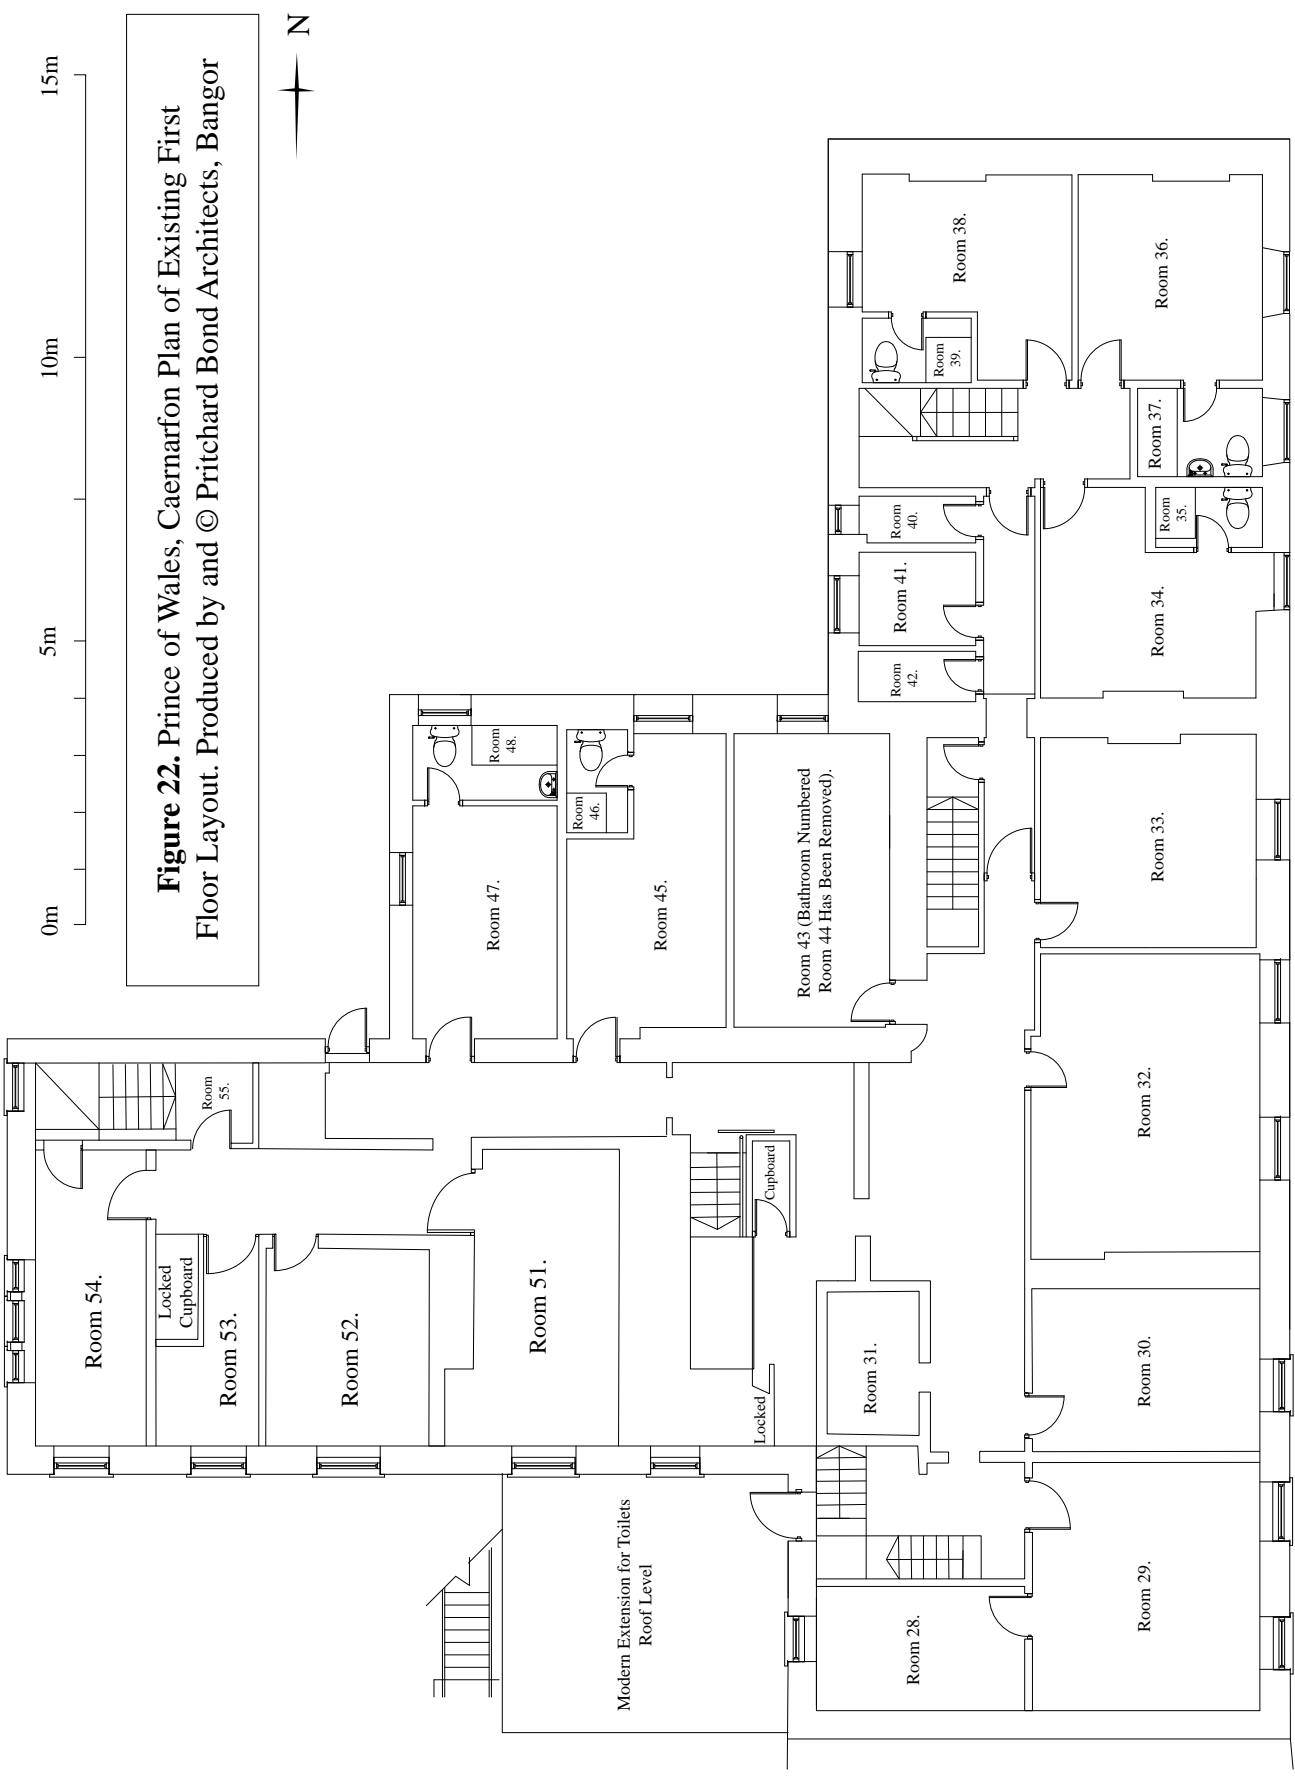 Figure 22. Prince of Wales, Caernarfon Plan of Existing First
Floor Layout. Produced by and © Pritchard Bond Architects, Bangor
0m
5m
10m
15m
N
Room 54.
Locked
Cupboard
Room 53.
Room 52.
Room 51.
Room
55.
Room 47.
Room
48.
Room
46.
Room 45.
Room 43 (Bathroom Numbered
Room 44 Has Been Removed).
Cupboard
Locked
Modern Extension for Toilets
Roof Level
Room 31.
Room 28.
Room 29.
Room 30.
Room 32.
Room 33.
Room
42.
Room 41.
Room
40.
Room 34.
Room
35.
Room 37.
Room
39.
Room 38.
Room 36.